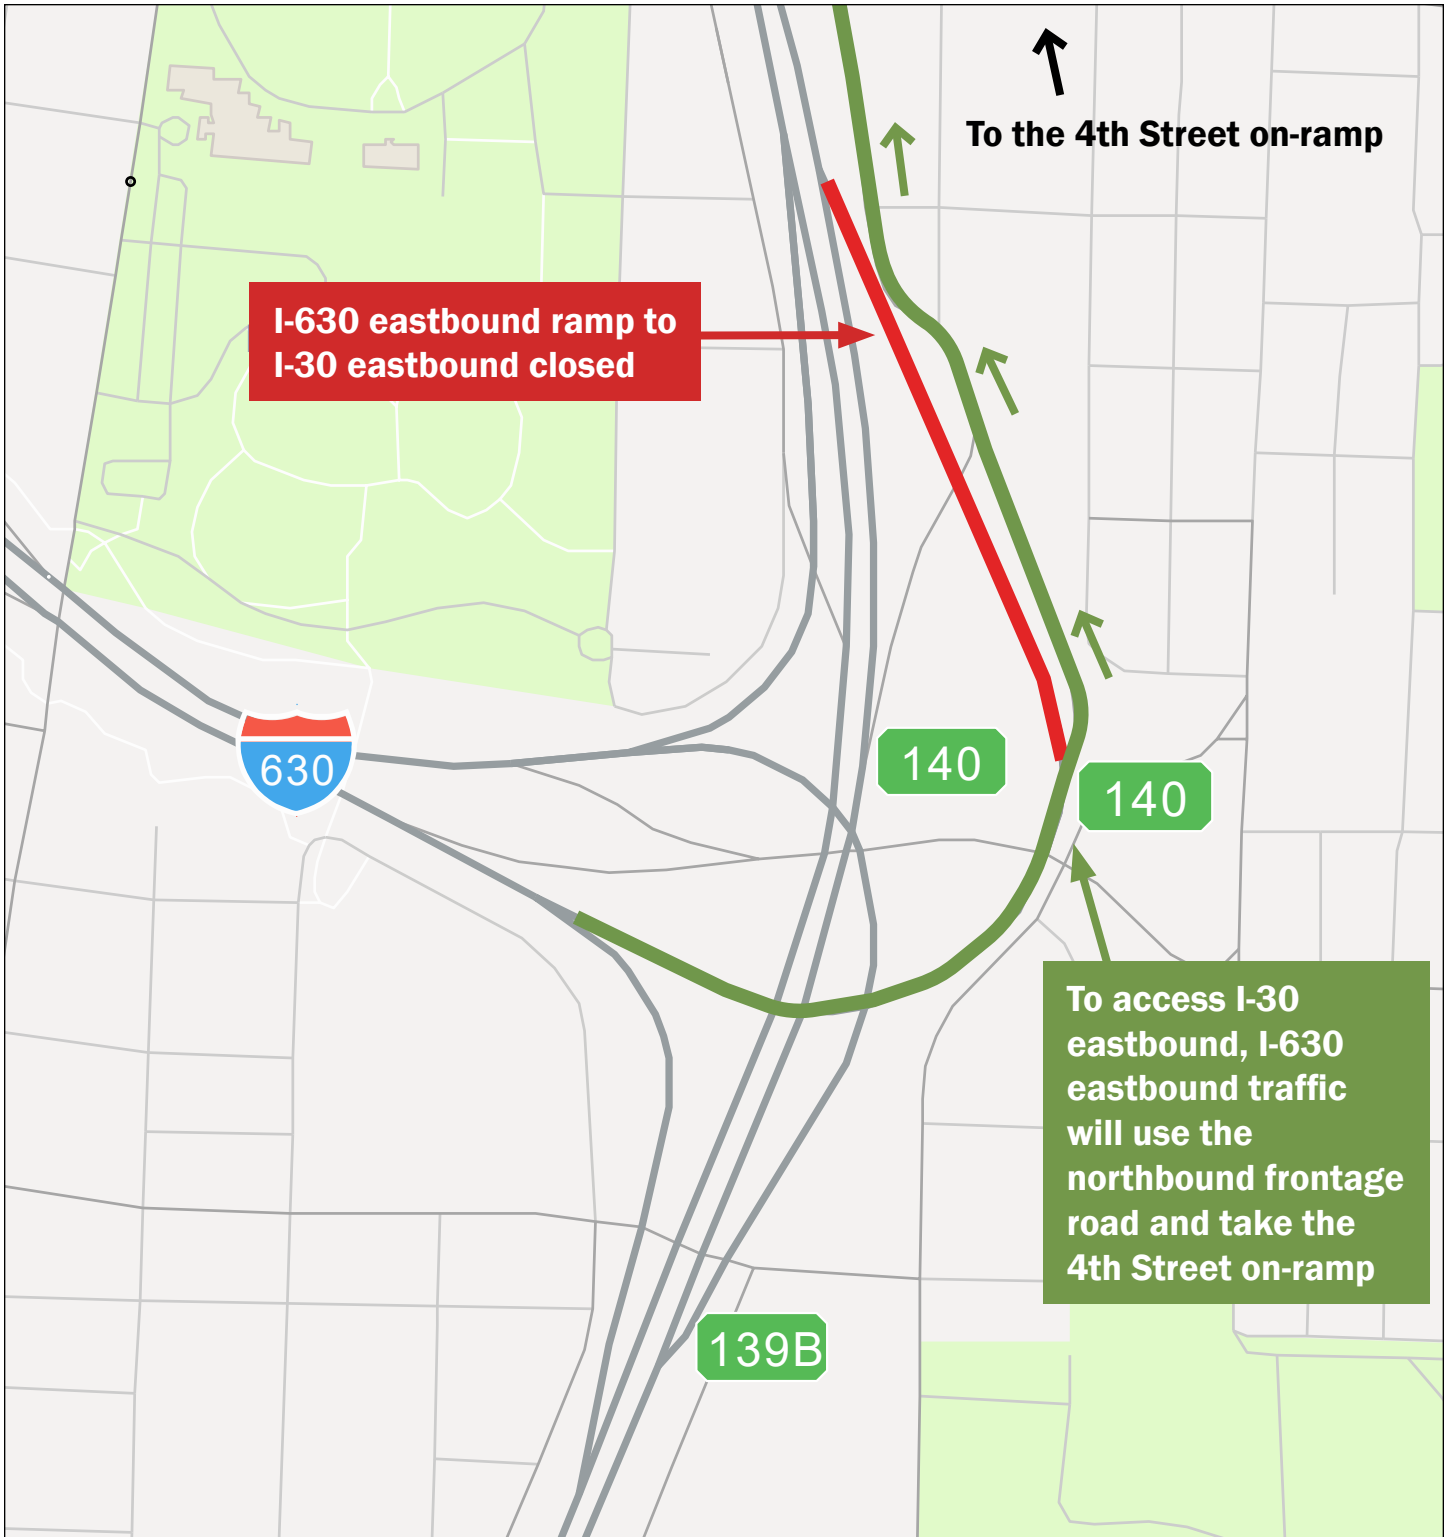 To the 4th Street on-ramp
I-630 eastbound ramp to
I-30 eastbound closed
630
140
140
To access I-30
eastbound, I-630
eastbound traffic
will use the
northbound frontage
road and take the
4th Street on-ramp
139B